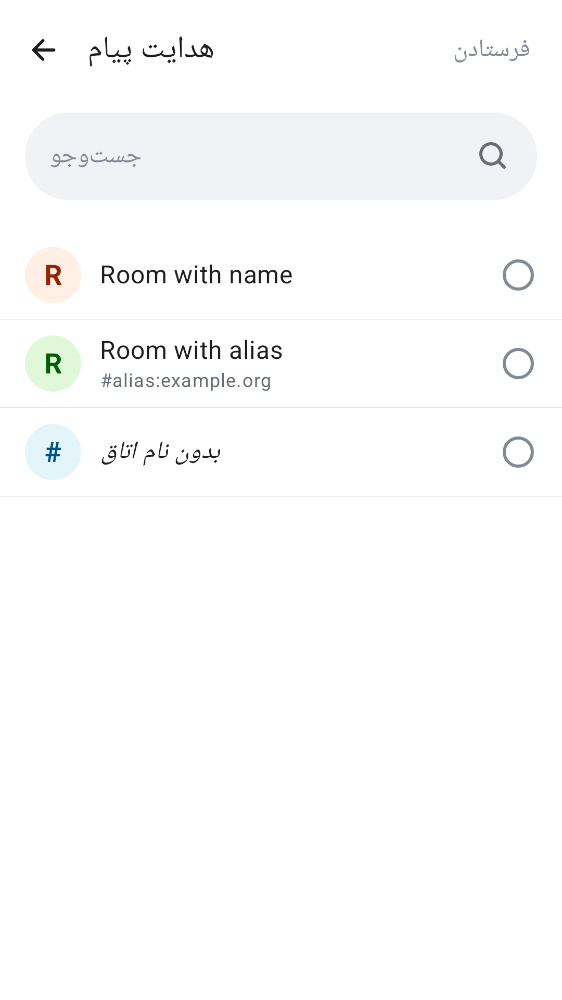 هدایت پیام
فرستادن
جست‌وجو
R
Room with name
R
Room with alias
#alias:example.org
#
بدون نام اتاق